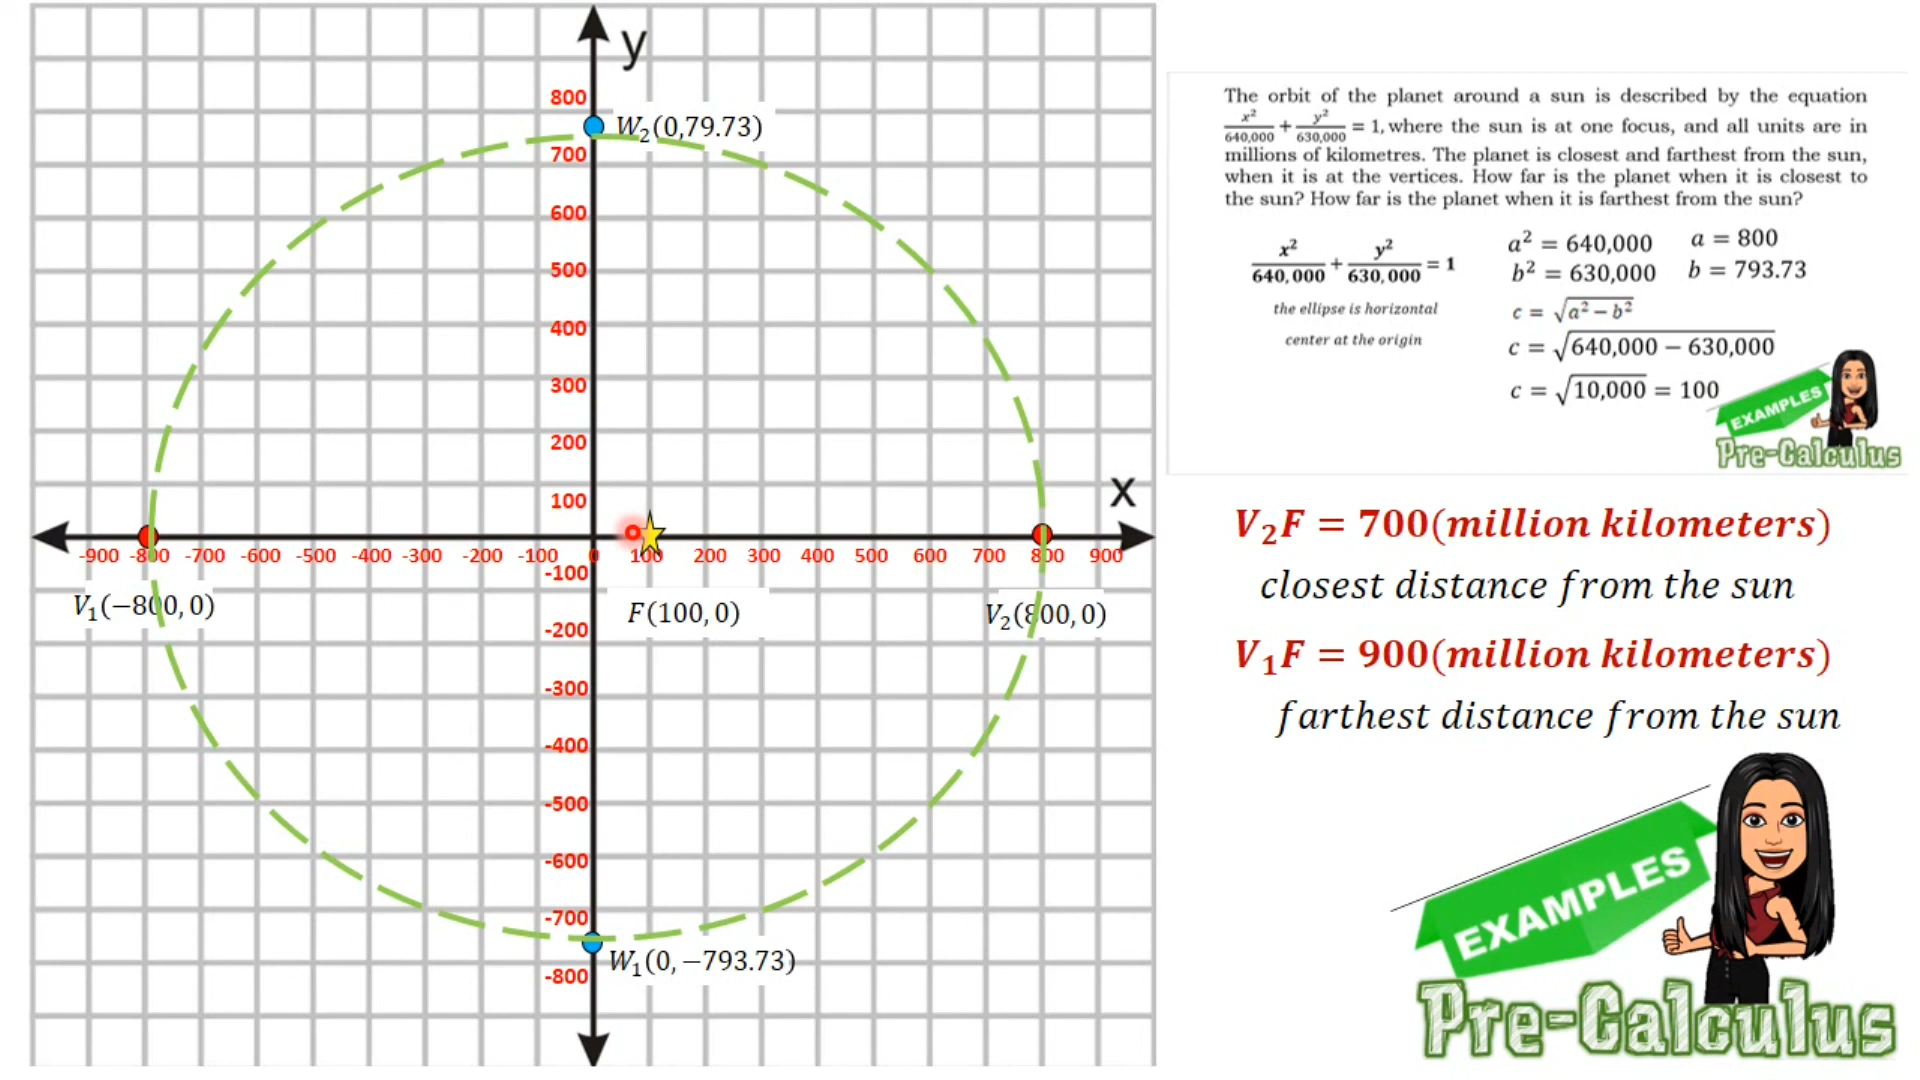 y
800
W₂(0,79.73)
700
600
500
400
300
200
100
x
-900 -800 -700 -600 -500 -400 -300 -200 -100 0 100 200 300 400 500 600 700 800 900
-100
V₁(−800, 0)
F(100, 0)
V₂(800, 0)
-200
-300
-400
-500
-600
-700
W₁(0, −793.73)
-800
The orbit of the planet around a sun is described by the equation
x²/640,000 + y²/630,000 = 1, where the sun is at one focus, and all units are in
millions of kilometres. The planet is closest and farthest from the sun,
when it is at the vertices. How far is the planet when it is closest to
the sun? How far is the planet when it is farthest from the sun?
x²/640,000 + y²/630,000 = 1
the ellipse is horizontal
center at the origin
a² = 640,000 a = 800
b² = 630,000 b = 793.73
c = √(a² − b²)
c = √(640,000 − 630,000)
c = √(10,000) = 100
EXAMPLES
Pre-Calculus
V₂F = 700(million kilometers)
closest distance from the sun
V₁F = 900(million kilometers)
farthest distance from the sun
EXAMPLES
Pre-Calculus